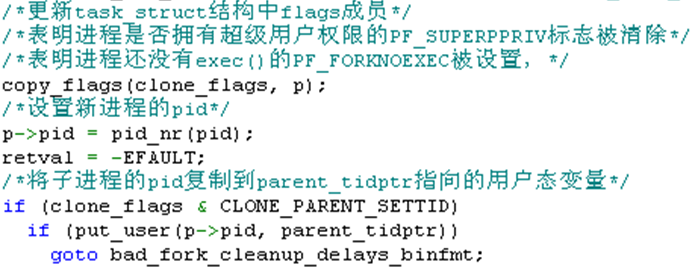 /*更新task_struct结构中flags成员*/
/*表明进程是否拥有超级用户权限的PF_SUPERPPRIV标志被消除*/
/*表明进程还没有exec()的PF_FORKNOEXEC被设置，*/
copy_flags(clone_flags, p);
/*设置新进程的pid*/
p->pid = pid_nr(pid);
retval = -EFAULT;
/*将子进程的pid复制到parent_tidptr指向的用户态变量*/
if (clone_flags & CLONE_PARENT_SETTID)
if (put_user(p->pid, parent_tidptr))
goto bad_fork_cleanup_delays_binfmt;